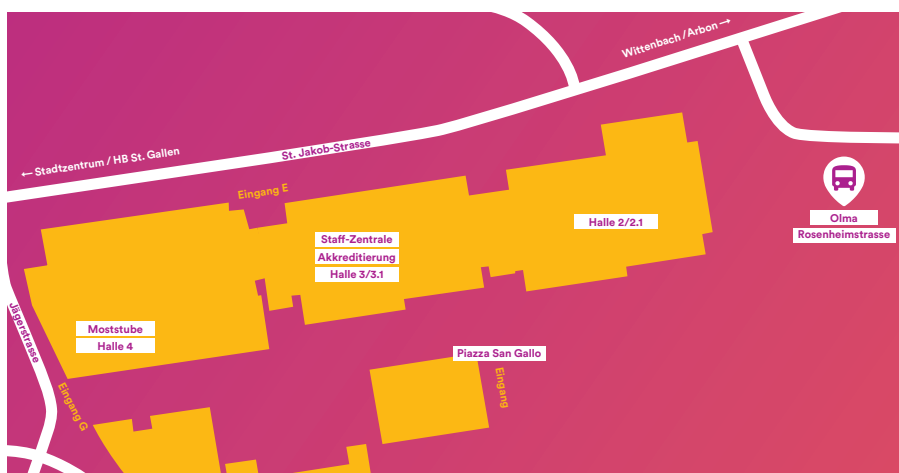 Wittenbach / Arbon →
← Stadtzentrum / HB St. Gallen
St. Jakob-Strasse
Eingang E
Olma
Rosenheimstrasse
Halle 2/2.1
Staff-Zentrale
Akkreditierung
Halle 3/3.1
Jägerstrasse
Moststube
Halle 4
Piazza San Gallo
Eingang
Eingang G